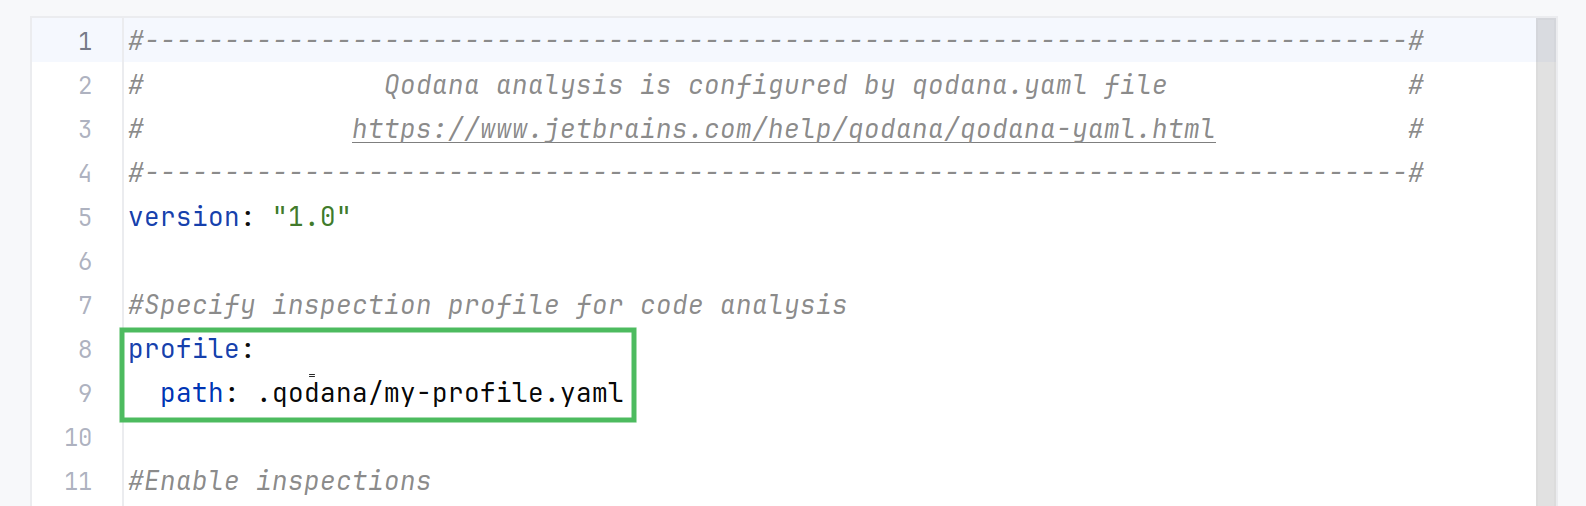 1 #-------------------------------------------------------------------------------#
2 #               Qodana analysis is configured by qodana.yaml file               #
3 #             https://www.jetbrains.com/help/qodana/qodana-yaml.html            #
4 #-------------------------------------------------------------------------------#
5 version: "1.0"
6
7 #Specify inspection profile for code analysis
8 profile:
9   path: .qodana/my-profile.yaml
10
11 #Enable inspections